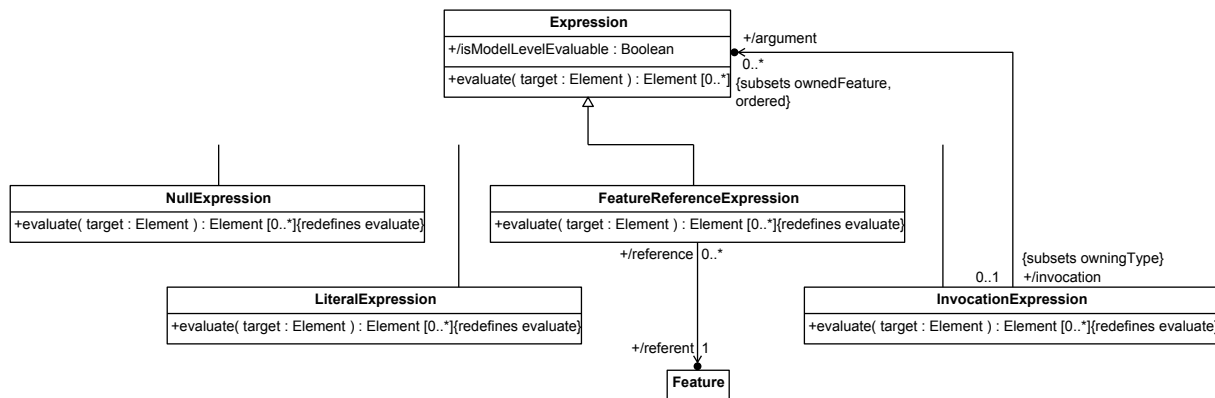 Expression
+/isModelLevelEvaluable : Boolean
+evaluate( target : Element ) : Element [0..*]
+/argument
0..*
{subsets ownedFeature,
ordered}
NullExpression
+evaluate( target : Element ) : Element [0..*]{redefines evaluate}
FeatureReferenceExpression
+evaluate( target : Element ) : Element [0..*]{redefines evaluate}
+/reference 0..*
{subsets owningType}
0..1 +/invocation
LiteralExpression
+evaluate( target : Element ) : Element [0..*]{redefines evaluate}
InvocationExpression
+evaluate( target : Element ) : Element [0..*]{redefines evaluate}
+/referent 1
Feature